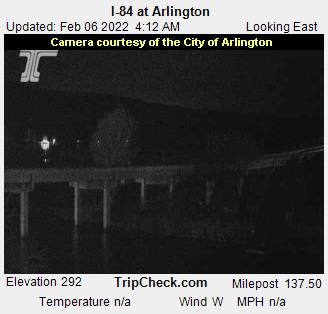 I-84 at Arlington
Updated: Feb 06 2022 4:12 AM Looking East
Camera courtesy of the City of Arlington
Elevation 292 TripCheck.com Milepost 137.50
Temperature n/a Wind W MPH n/a